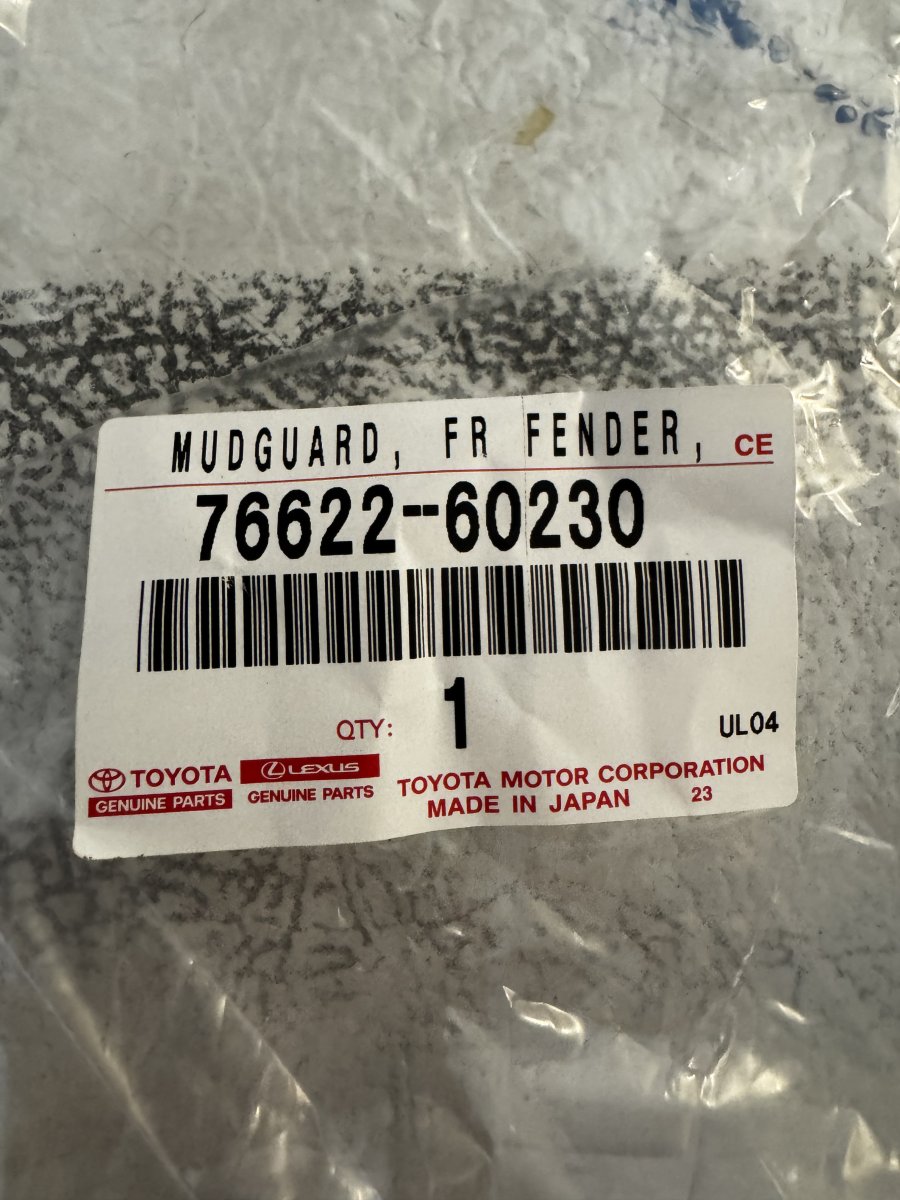 MUDGUARD, FR FENDER, CE
76622-60230
QTY: 1
UL04
TOYOTA
GENUINE PARTS
LEXUS
GENUINE PARTS
TOYOTA MOTOR CORPORATION
MADE IN JAPAN 23